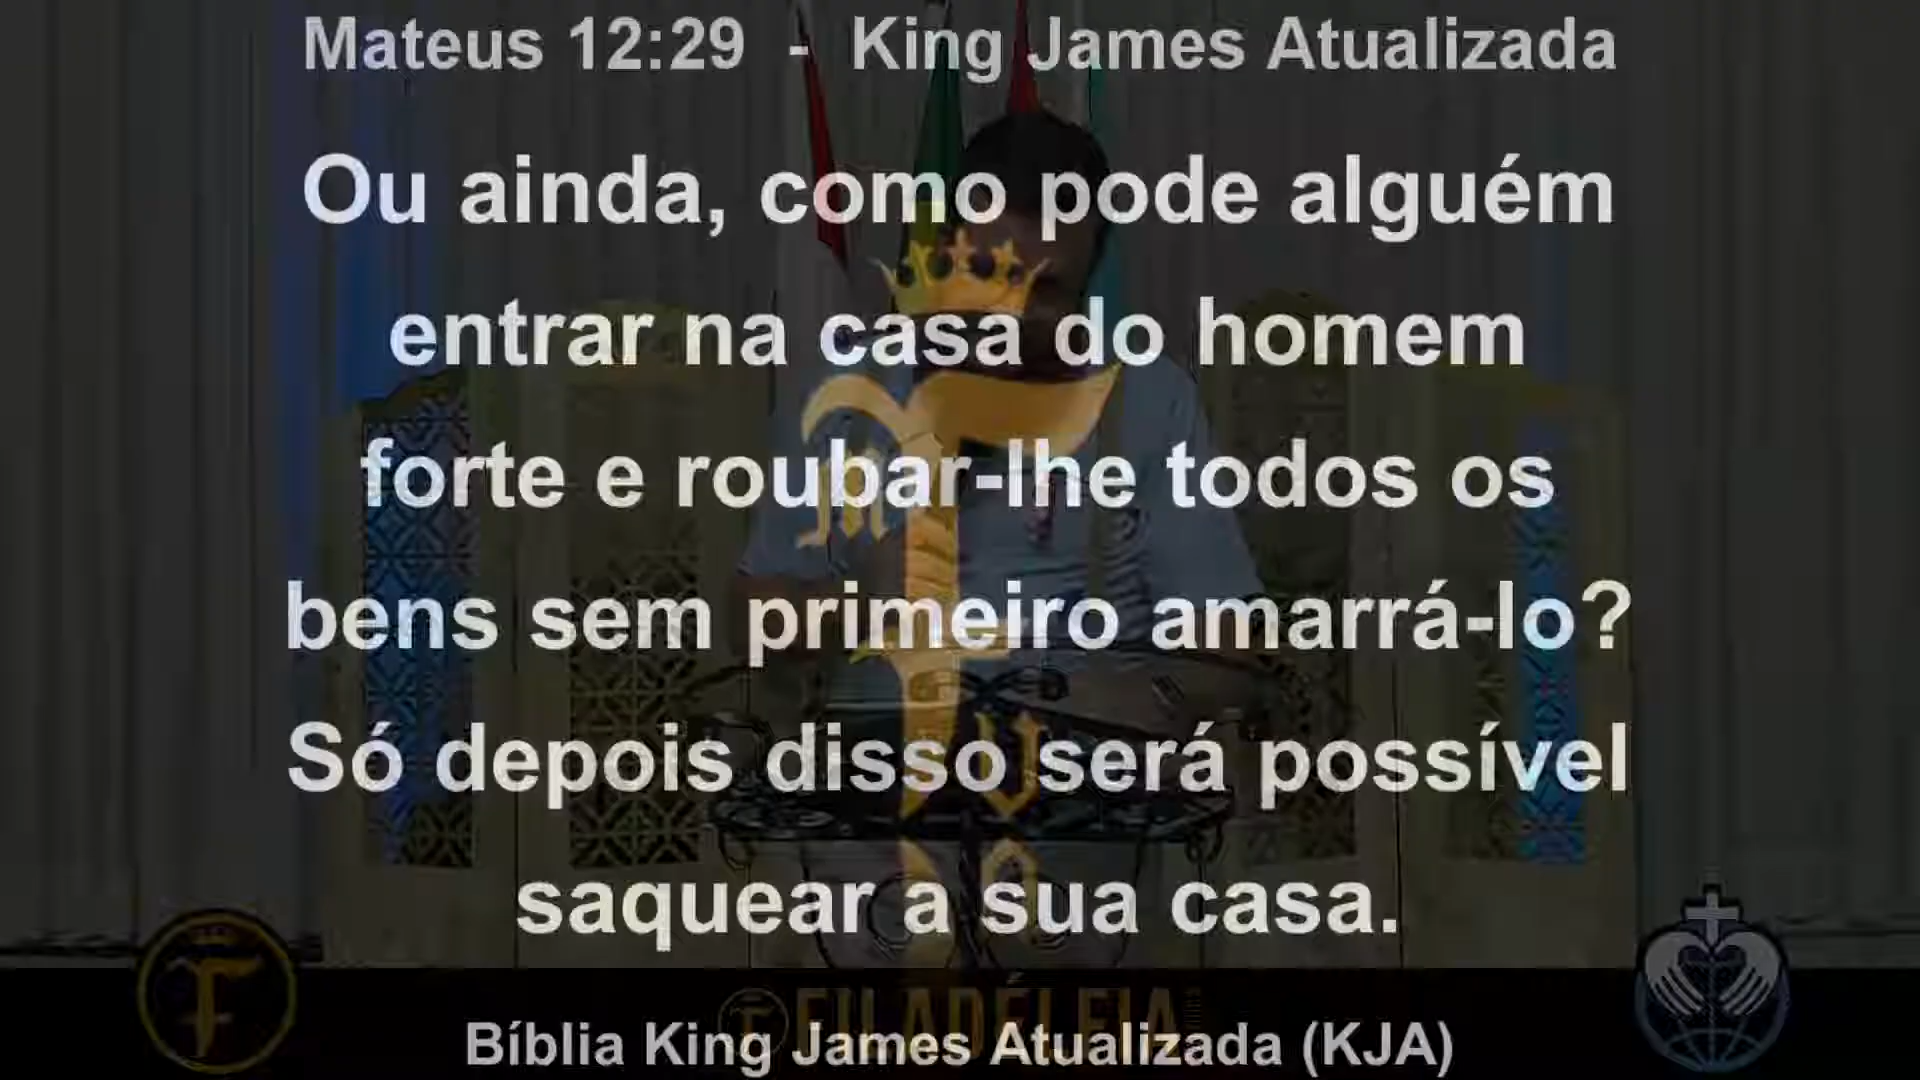 Mateus 12:29 - King James Atualizada
Ou ainda, como pode alguém
entrar na casa do homem
forte e roubar-lhe todos os
bens sem primeiro amarrá-lo?
Só depois disso será possível
saquear a sua casa.
FILADÉLFIA
Bíblia King James Atualizada (KJA)